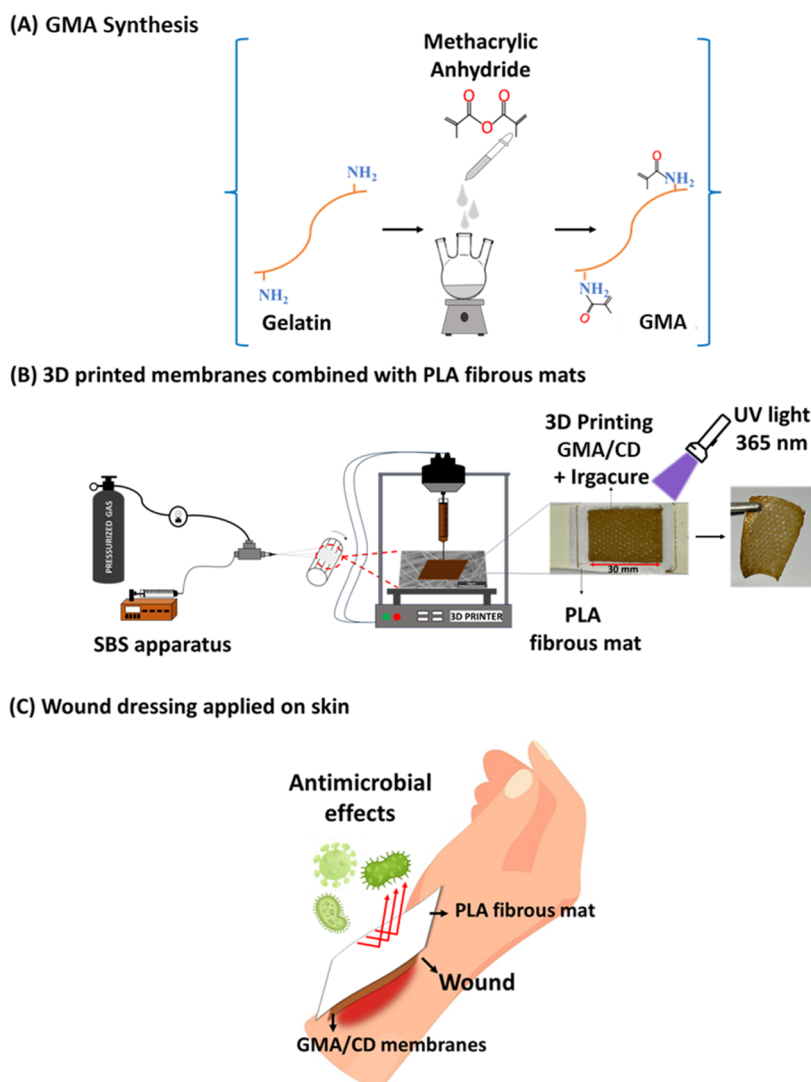 (A) GMA Synthesis
Methacrylic
Anhydride
O O
O
NH₂
NH₂
Gelatin
O
NH₂
NH₂
O
GMA
(B) 3D printed membranes combined with PLA fibrous mats
PRESSURIZED GAS
SBS apparatus
3D PRINTER
3D Printing
GMA/CD
+ Irgacure
UV light
365 nm
30 mm
PLA
fibrous mat
(C) Wound dressing applied on skin
Antimicrobial
effects
PLA fibrous mat
Wound
GMA/CD membranes